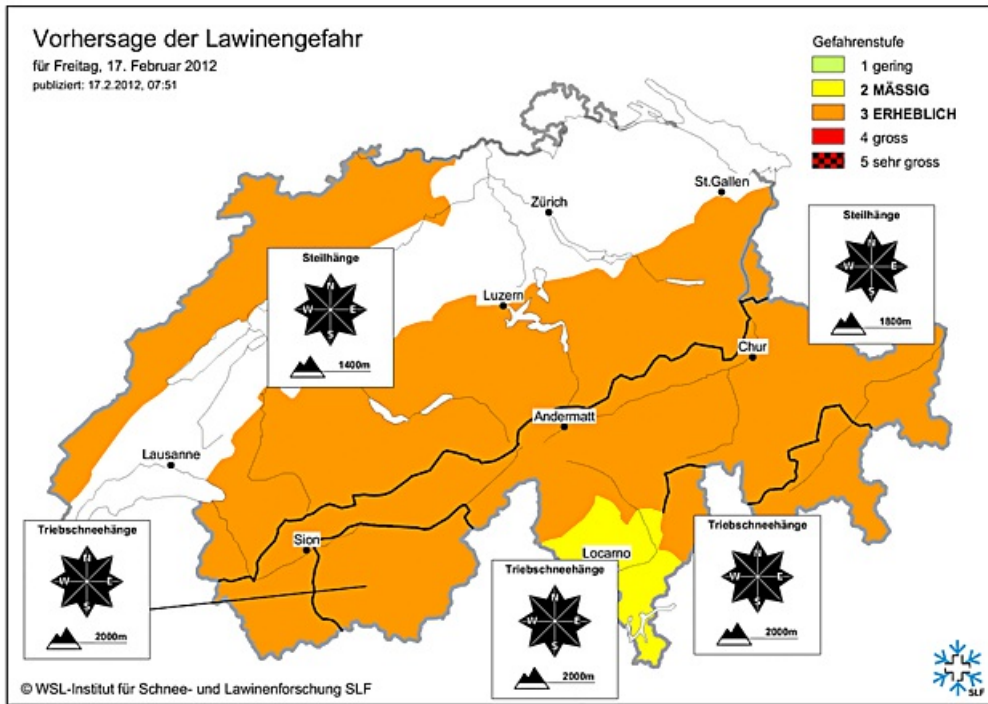 Vorhersage der Lawinengefahr
für Freitag, 17. Februar 2012
publiziert: 17.2.2012, 07:51
Gefahrenstufe
1 gering
2 MÄSSIG
3 ERHEBLICH
4 gross
5 sehr gross
St.Gallen
Zürich
Steilhänge
N
W E
S
1800m
Steilhänge
N
W E
S
1400m
Luzern
Chur
Andermatt
Lausanne
Sion
Locarno
Triebschneehänge
N
W E
S
2000m
Triebschneehänge
N
W E
S
2000m
Triebschneehänge
N
W E
S
2000m
© WSL-Institut für Schnee- und Lawinenforschung SLF
SLF